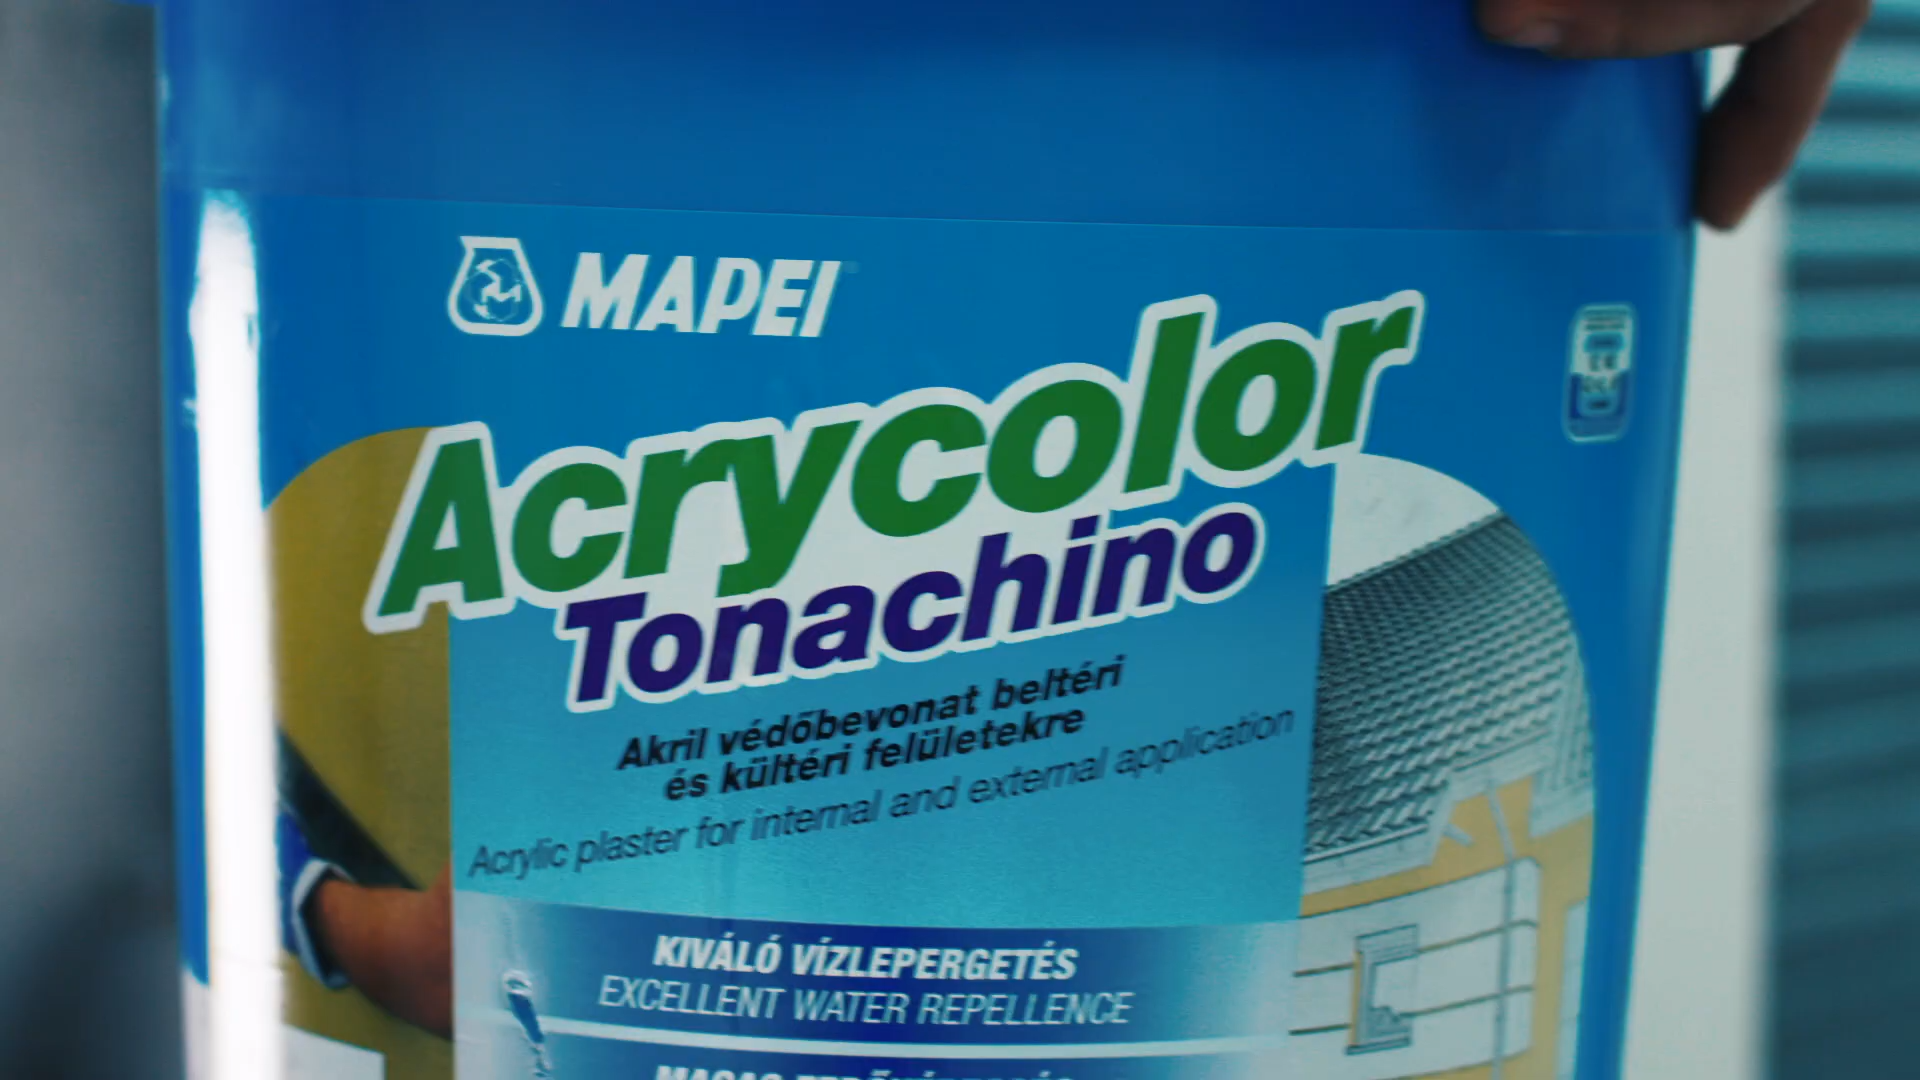 MAPEI
Acrycolor
Tonachino
Akril védőbevonat beltéri
és kültéri felületekre
Acrylic plaster for internal and external application
KIVÁLÓ VÍZLEPERGETÉS
EXCELLENT WATER REPELLENCE